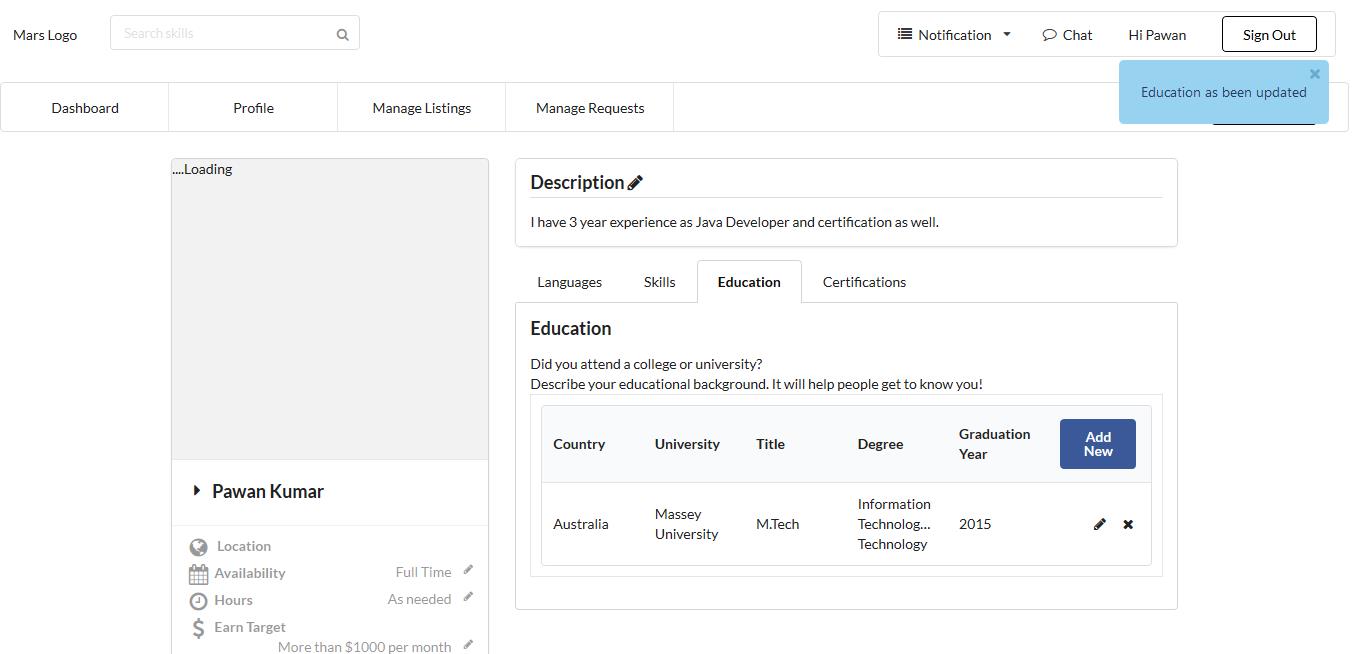 Mars Logo
Search skills
Notification
Chat
Hi Pawan
Sign Out
Education as been updated
Dashboard
Profile
Manage Listings
Manage Requests
....Loading
Description
I have 3 year experience as Java Developer and certification as well.
Languages
Skills
Education
Certifications
Education
Did you attend a college or university?
Describe your educational background. It will help people get to know you!
Country
University
Title
Degree
Graduation
Year
Add
New
Australia
Massey
University
M.Tech
Information
Technolog...
Technology
2015
Pawan Kumar
Location
Availability
Full Time
Hours
As needed
Earn Target
More than $1000 per month